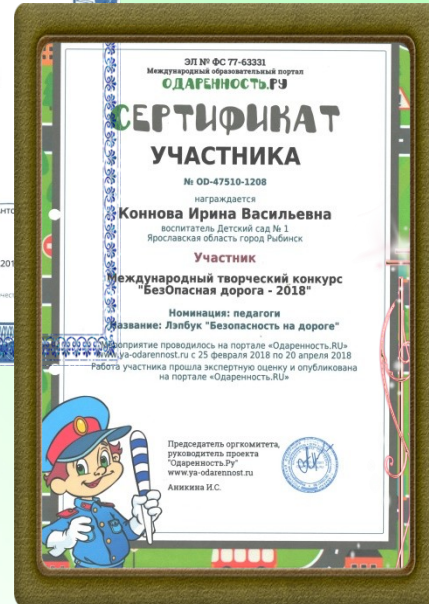 ЭЛ № ФС 77-63331
Международный образовательный портал
ОДАРЕННОСТЬ.РУ
СЕРТИФИКАТ
УЧАСТНИКА
№ OD-47510-1208
награждается
Коннова Ирина Васильевна
воспитатель Детский сад № 1
Ярославская область город Рыбинск
Участник
Международный творческий конкурс
"БезОпасная дорога - 2018"
Номинация: педагоги
Название: Лэпбук "Безопасность на дороге"
Мероприятие проводилось на портале «Одаренность.RU»
www.ya-odarennost.ru с 25 февраля 2018 по 20 апреля 2018
Работа участника прошла экспертную оценку и опубликована
на портале «Одаренность.RU»
Председатель оргкомитета,
руководитель проекта
"Одаренность.Ру"
www.ya-odarennost.ru
Аникина И.С.
201